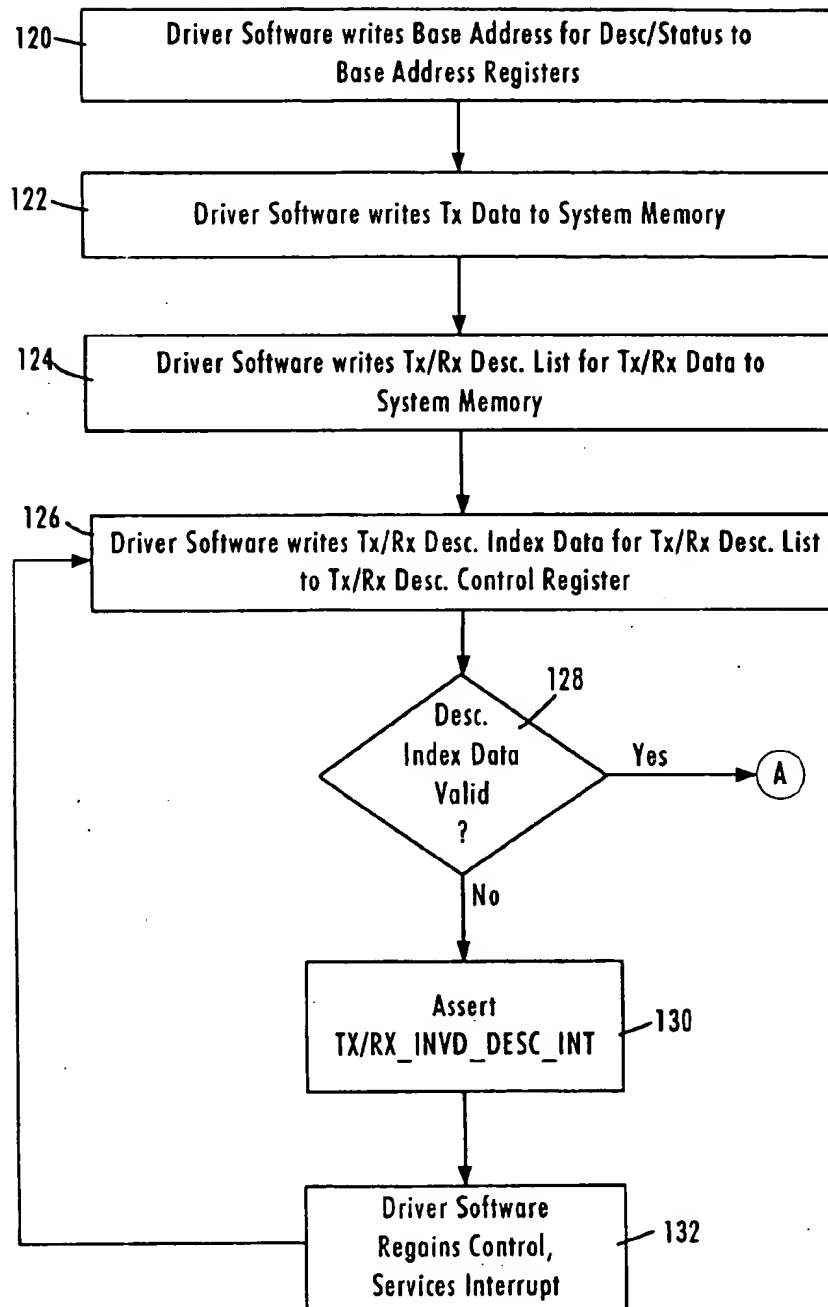 120
Driver Software writes Base Address for Desc/Status to
Base Address Registers
122
Driver Software writes Tx Data to System Memory
124
Driver Software writes Tx/Rx Desc. List for Tx/Rx Data to
System Memory
126
Driver Software writes Tx/Rx Desc. Index Data for Tx/Rx Desc. List
to Tx/Rx Desc. Control Register
128
Desc.
Index Data
Valid
?
Yes
A
No
Assert
TX/RX_INVD_DESC_INT
130
Driver Software
Regains Control,
Services Interrupt
132